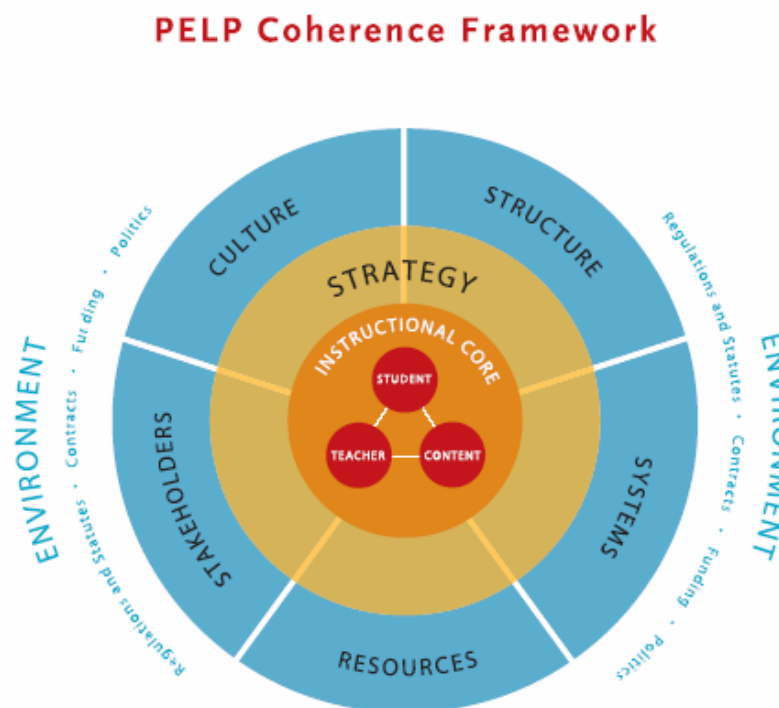 PELP Coherence Framework
CULTURE
STRUCTURE
STRATEGY
INSTRUCTIONAL CORE
STUDENT
TEACHER
CONTENT
STAKEHOLDERS
SYSTEMS
RESOURCES
ENVIRONMENT
Regulations and Statutes • Contracts • Funding • Politics
Regulations and Statutes • Contracts • Funding • Politics